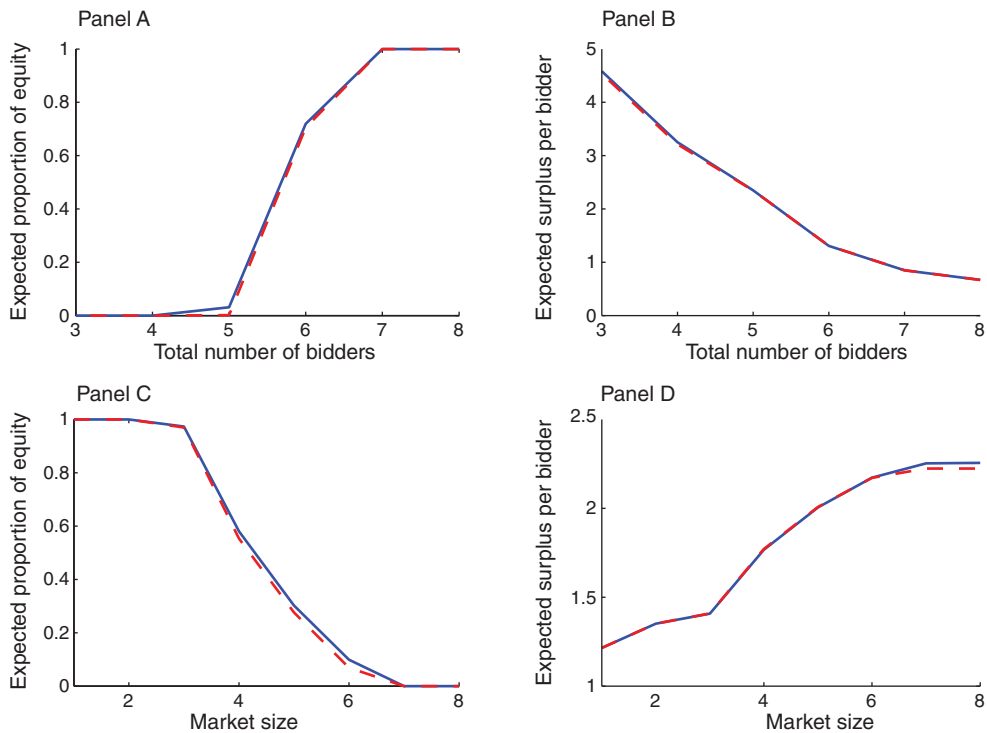 Panel A
Expected proportion of equity
1
0.8
0.6
0.4
0.2
0
3 4 5 6 7 8
Total number of bidders
Panel B
Expected surplus per bidder
5
4
3
2
1
0
3 4 5 6 7 8
Total number of bidders
Panel C
Expected proportion of equity
1
0.8
0.6
0.4
0.2
0
2 4 6 8
Market size
Panel D
Expected surplus per bidder
2.5
2
1.5
1
2 4 6 8
Market size